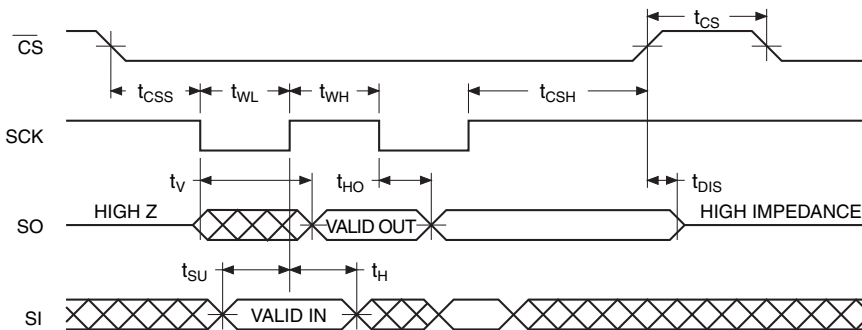 t_CS
CS
t_CSS t_WL t_WH t_CSH
SCK
t_V t_HO t_DIS
HIGH Z VALID OUT HIGH IMPEDANCE
SO
t_SU t_H
SI VALID IN